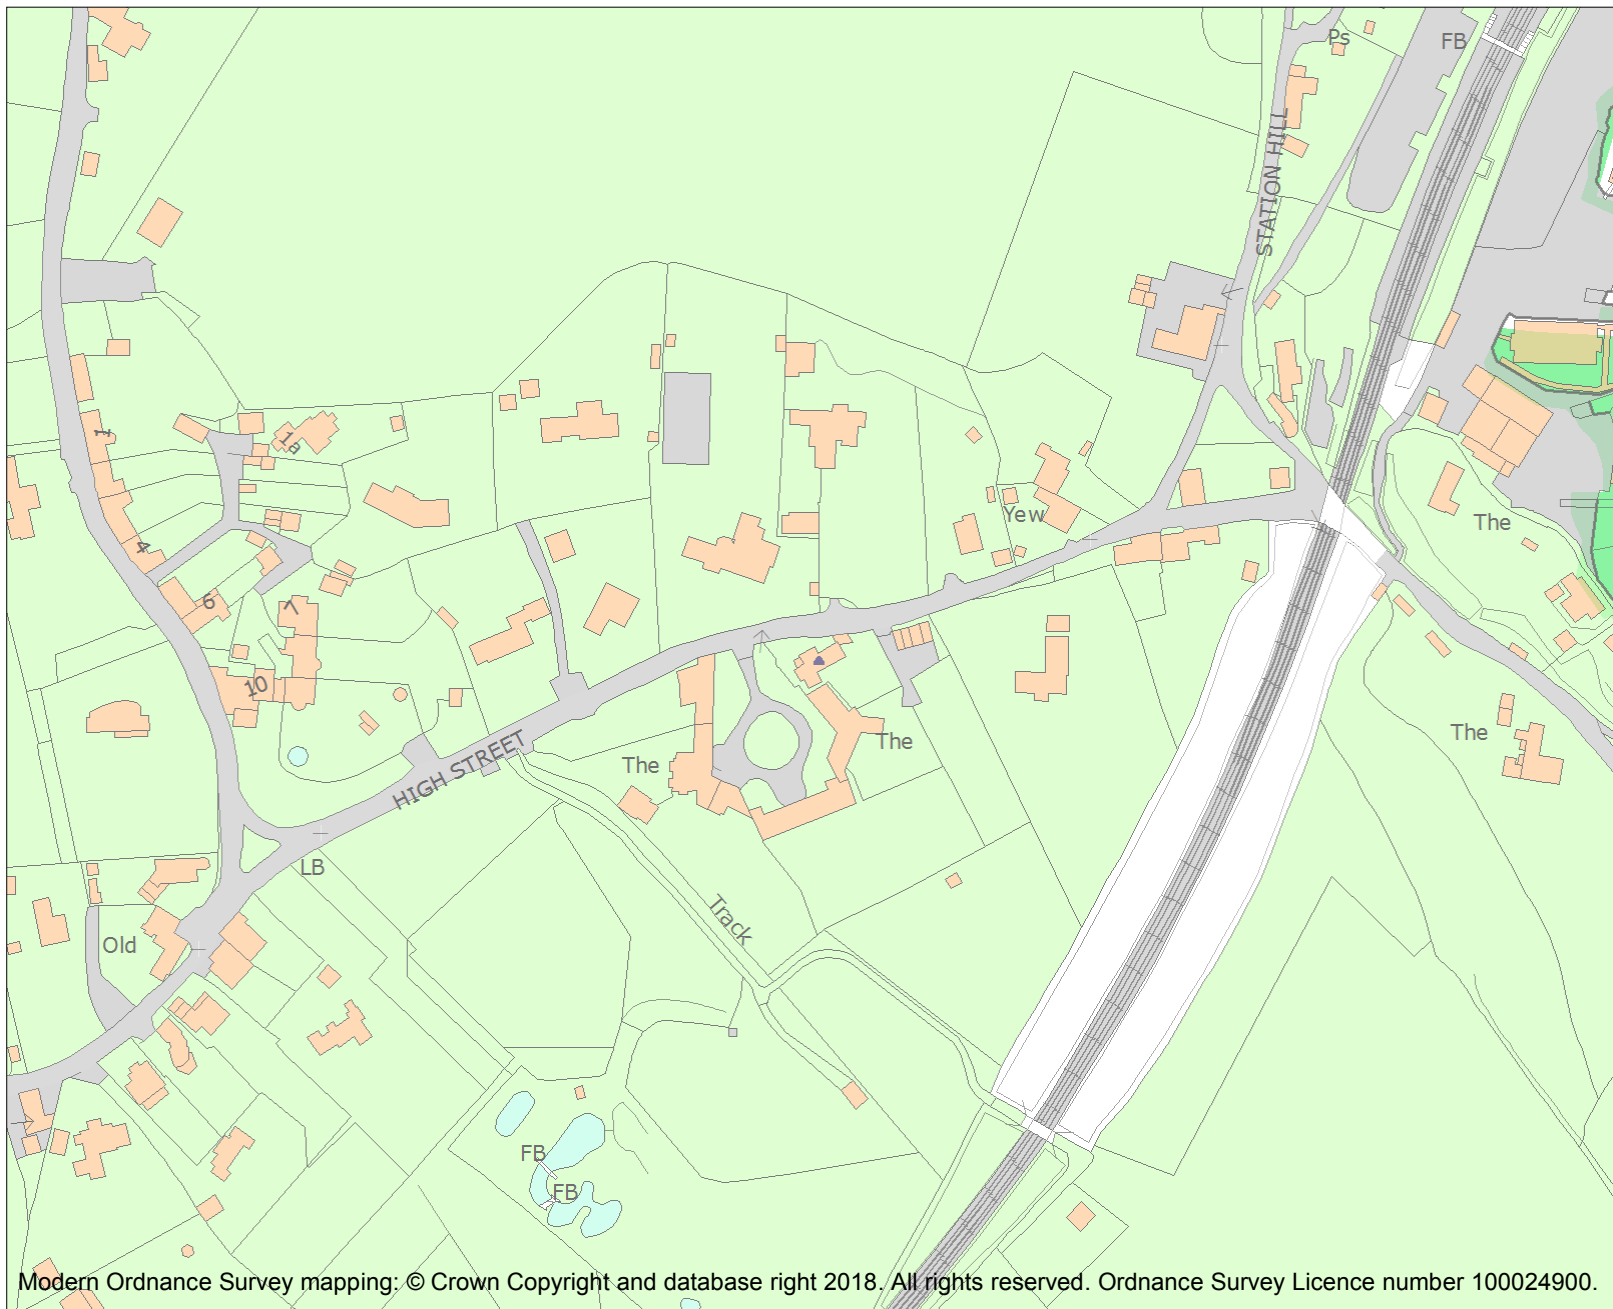 Ps
FB
STATION HILL
1
1a
Yew
The
4
6
7
10
The
The
The
HIGH STREET
LB
Track
Old
FB
FB
Modern Ordnance Survey mapping: © Crown Copyright and database right 2018. All rights reserved. Ordnance Survey Licence number 100024900.